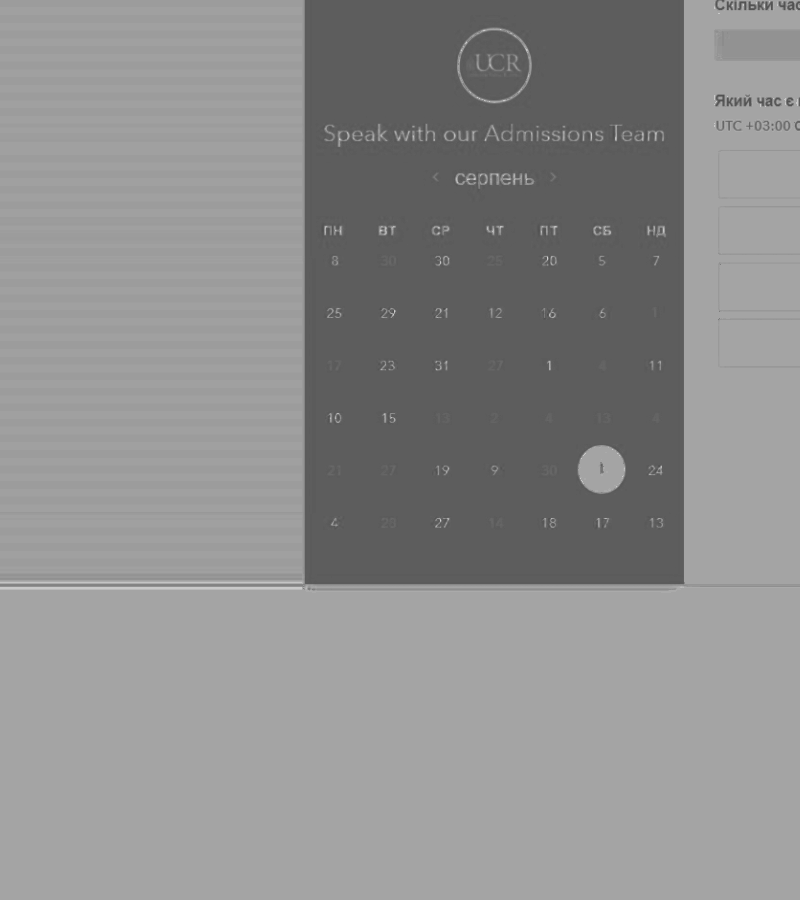 Скільки час
UCR
Speak with our Admissions Team
Який час є
UTC +03:00
< серпень >
ПН ВТ СР ЧТ ПТ СБ НД
8 30 30 25 20 5 7
25 29 21 12 16 6 1
17 23 31 27 1 4 11
10 15 13 2 4 13 4
21 27 19 9 30 1 24
4 20 27 14 18 17 13